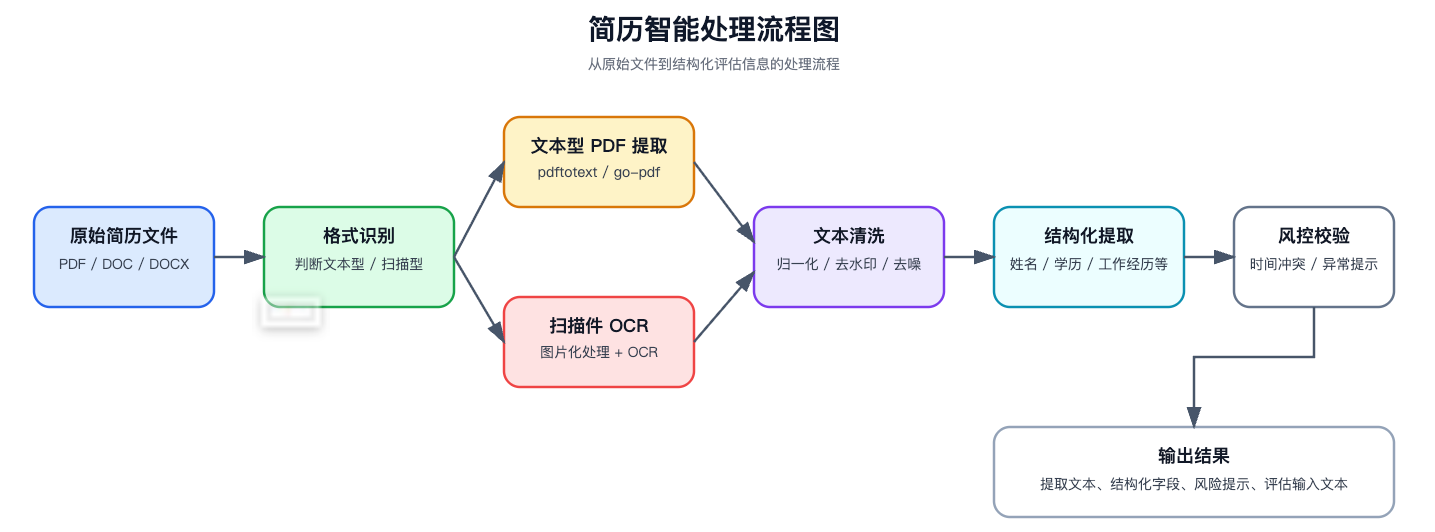 简历智能处理流程图
从原始文件到结构化评估信息的处理流程
原始简历文件
PDF / DOC / DOCX
格式识别
判断文本型 / 扫描型
文本型 PDF 提取
pdftotext / go-pdf
扫描件 OCR
图片化处理 + OCR
文本清洗
归一化 / 去水印 / 去噪
结构化提取
姓名 / 学历 / 工作经历等
风控校验
时间冲突 / 异常提示
输出结果
提取文本、结构化字段、风险提示、评估输入文本